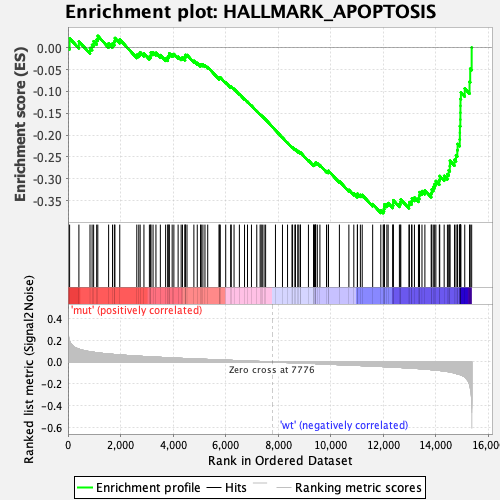 Enrichment plot: HALLMARK_APOPTOSIS
Enrichment score (ES)
0.00
-0.05
-0.10
-0.15
-0.20
-0.25
-0.30
-0.35
'mut' (positively correlated)
Ranked list metric (Signal2Noise)
0.4
0.2
0.0
-0.2
-0.4
-0.6
Zero cross at 7776
'wt' (negatively correlated)
0 2,000 4,000 6,000 8,000 10,000 12,000 14,000 16,000
Rank in Ordered Dataset
Enrichment profile Hits Ranking metric scores